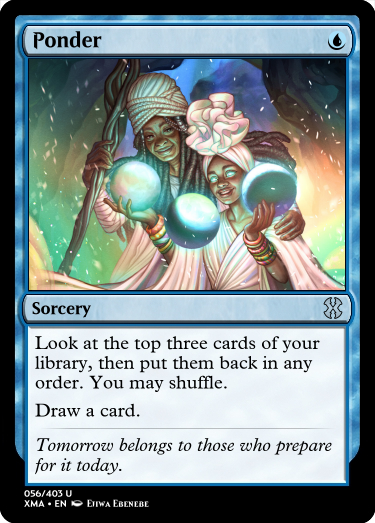 Ponder
Sorcery
Look at the top three cards of your
library, then put them back in any
order. You may shuffle.
Draw a card.
Tomorrow belongs to those who prepare
for it today.
056/403 U
XMA • EN Ejiwa Ebenebe